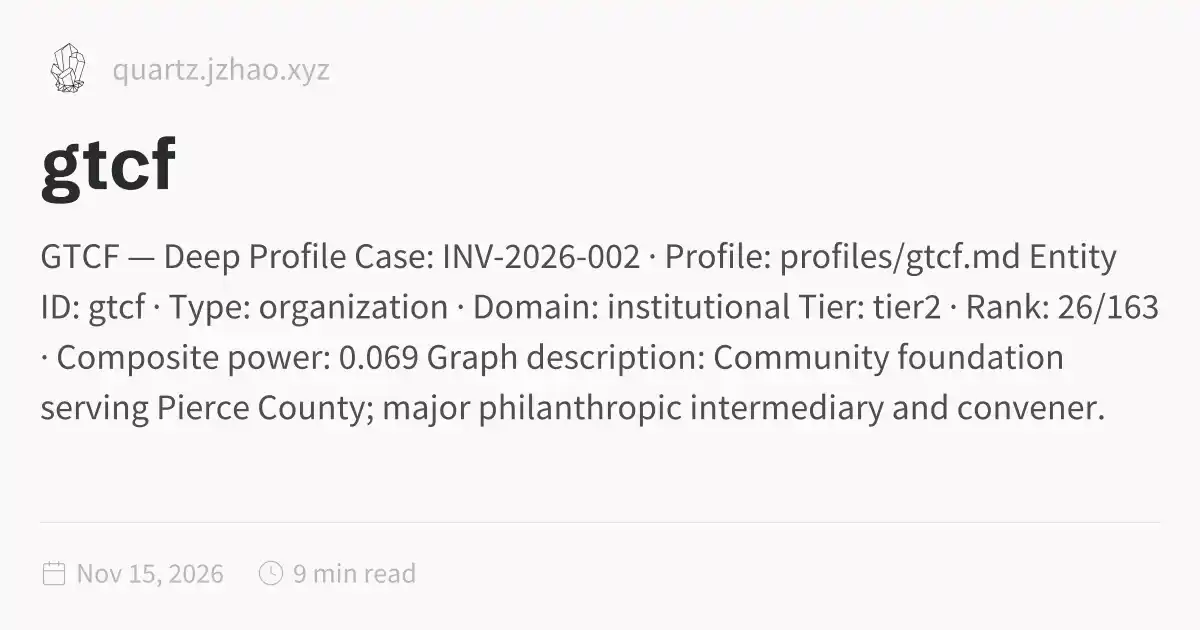 quartz.jzhao.xyz
gtcf
GTCF — Deep Profile Case: INV-2026-002 · Profile: profiles/gtcf.md Entity
ID: gtcf · Type: organization · Domain: institutional Tier: tier2 · Rank: 26/163
· Composite power: 0.069 Graph description: Community foundation
serving Pierce County; major philanthropic intermediary and convener.
Nov 15, 2026 9 min read